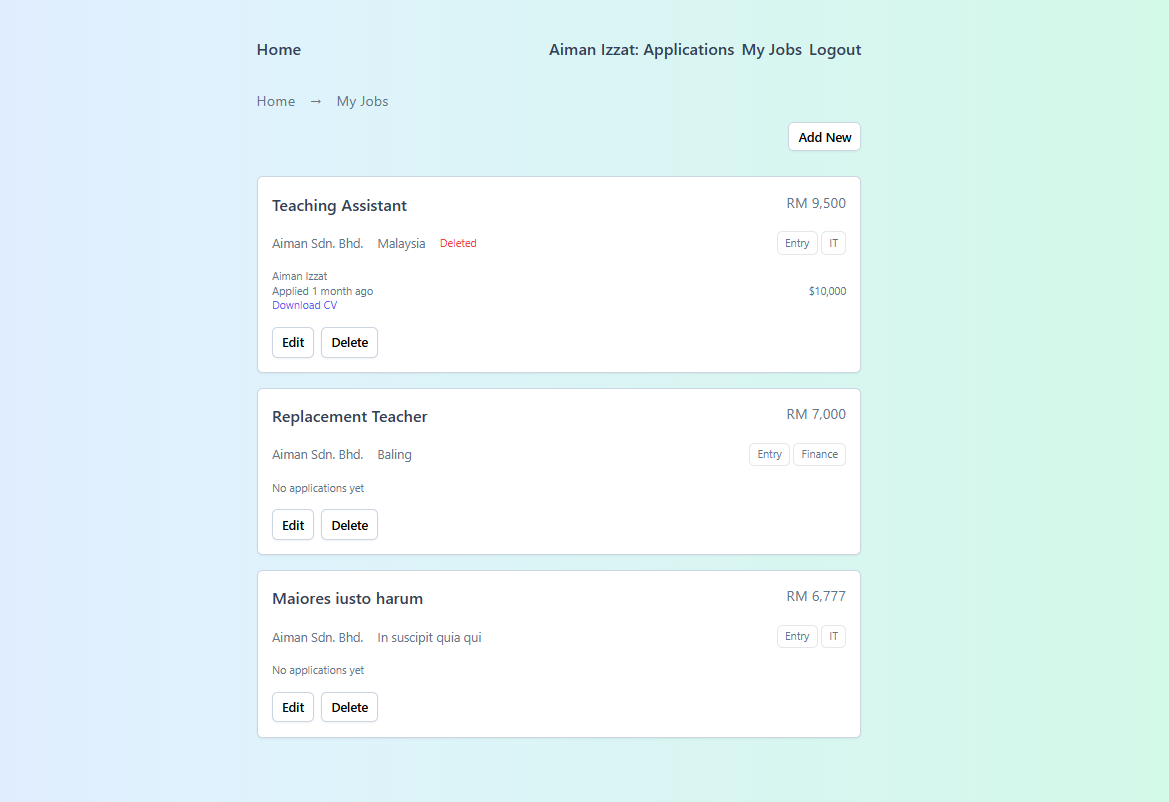 Home Aiman Izzat: Applications My Jobs Logout
Home → My Jobs
Add New
Teaching Assistant RM 9,500
Aiman Sdn. Bhd. Malaysia Deleted Entry IT
Aiman Izzat
Applied 1 month ago $10,000
Download CV
Edit Delete
Replacement Teacher RM 7,000
Aiman Sdn. Bhd. Baling Entry Finance
No applications yet
Edit Delete
Maiores iusto harum RM 6,777
Aiman Sdn. Bhd. In suscipit quia qui Entry IT
No applications yet
Edit Delete